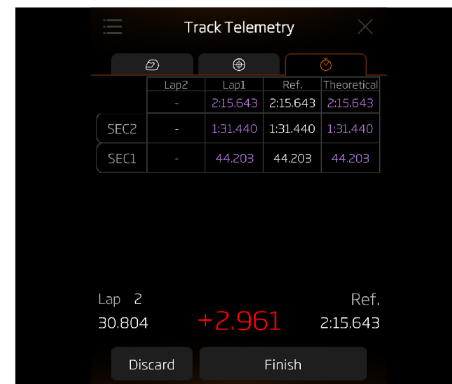 Track Telemetry
Lap2 Lap1 Ref. Theoretical
- 2:15.643 2:15.643 2:15.643
SEC2 - 1:31.440 1:31.440 1:31.440
SEC1 - 44.203 44.203 44.203
Lap 2 Ref.
30.804 +2.961 2:15.643
Discard Finish